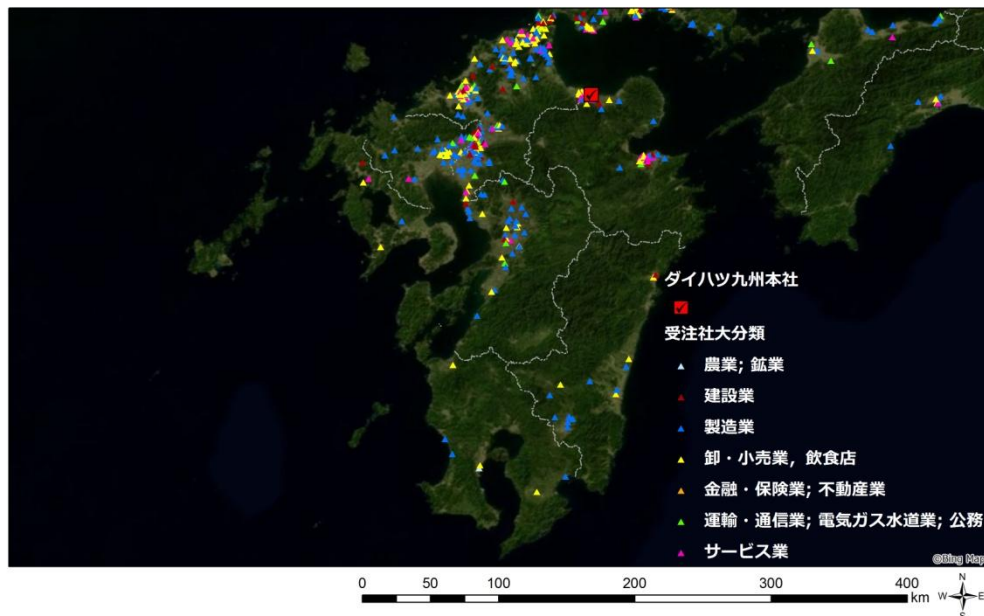 ダイハツ九州本社
受注社大分類
農業; 鉱業
建設業
製造業
卸・小売業，飲食店
金融・保険業; 不動産業
運輸・通信業; 電気ガス水道業; 公務
サービス業
©Bing Map
0 50 100 200 300 400
km
N
W E
S